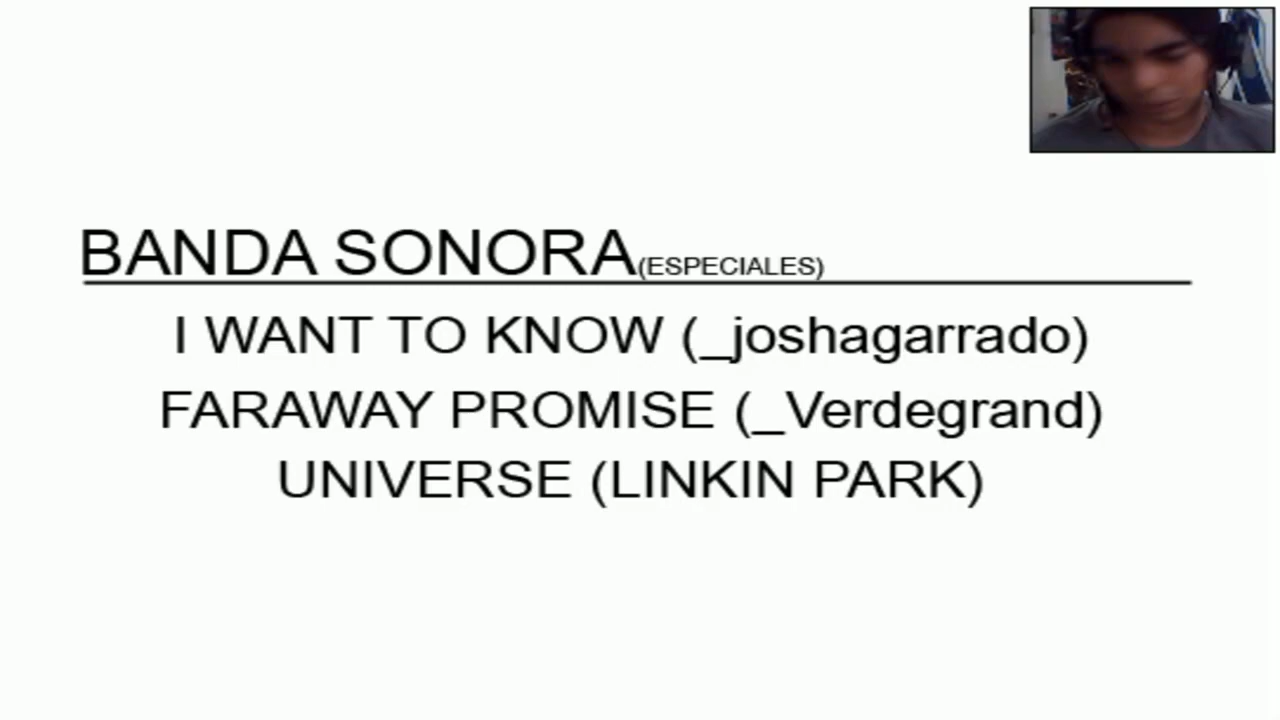 BANDA SONORA(ESPECIALES)
I WANT TO KNOW (_joshagarrado)
FARAWAY PROMISE (_Verdegrand)
UNIVERSE (LINKIN PARK)